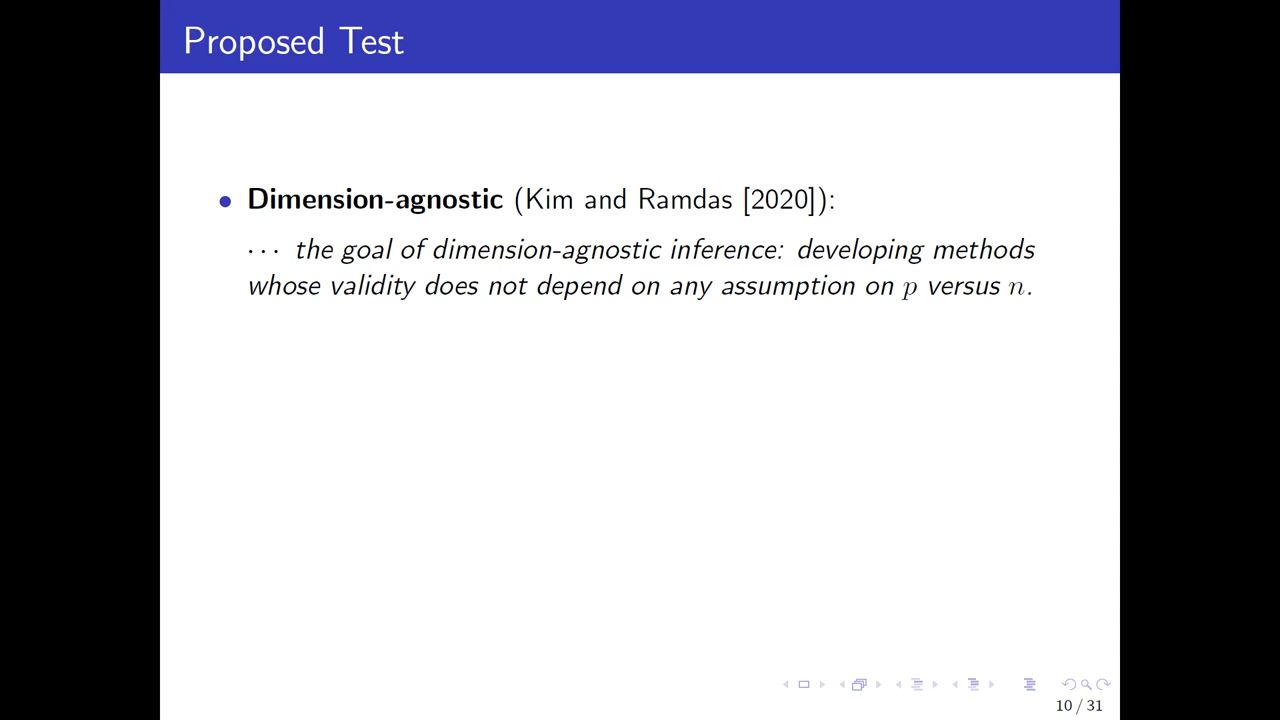 Proposed Test
• Dimension-agnostic (Kim and Ramdas [2020]):
··· the goal of dimension-agnostic inference: developing methods
whose validity does not depend on any assumption on p versus n.
10 / 31